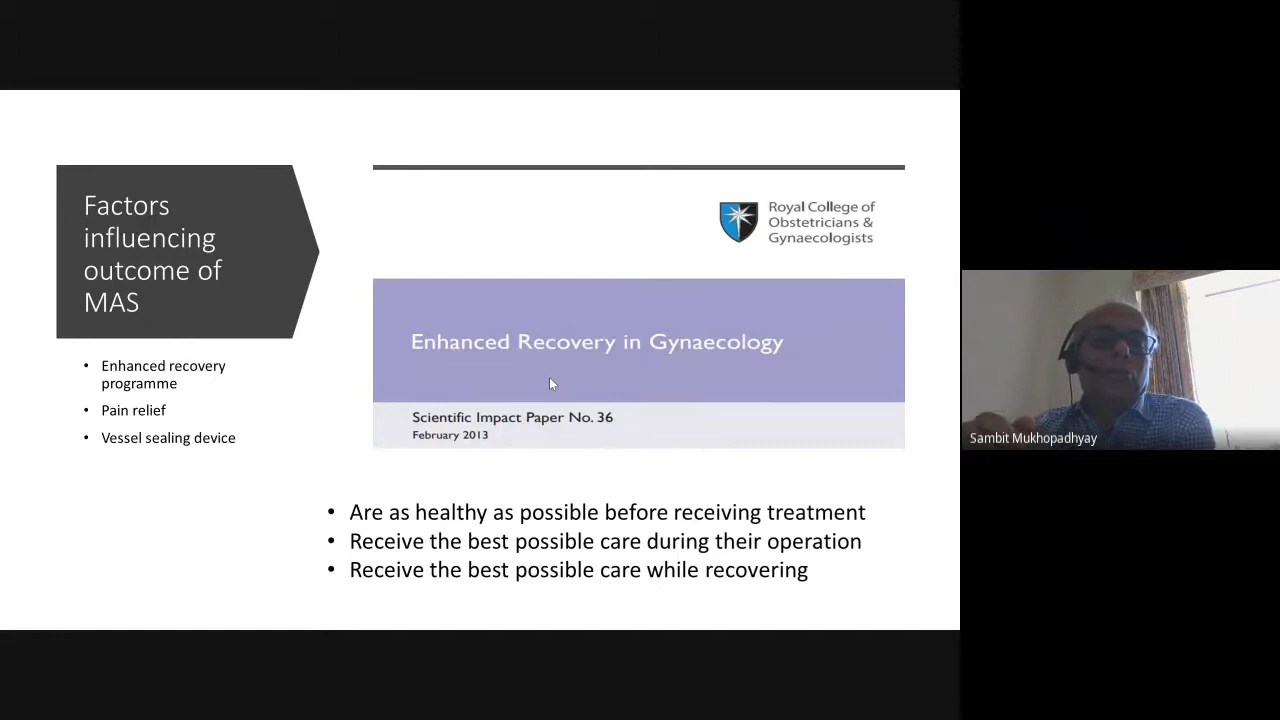 Factors
influencing
outcome of
MAS
• Enhanced recovery
programme
• Pain relief
• Vessel sealing device
Royal College of
Obstetricians &
Gynaecologists
Enhanced Recovery in Gynaecology
Scientific Impact Paper No. 36
February 2013
• Are as healthy as possible before receiving treatment
• Receive the best possible care during their operation
• Receive the best possible care while recovering
Sambit Mukhopadhyay